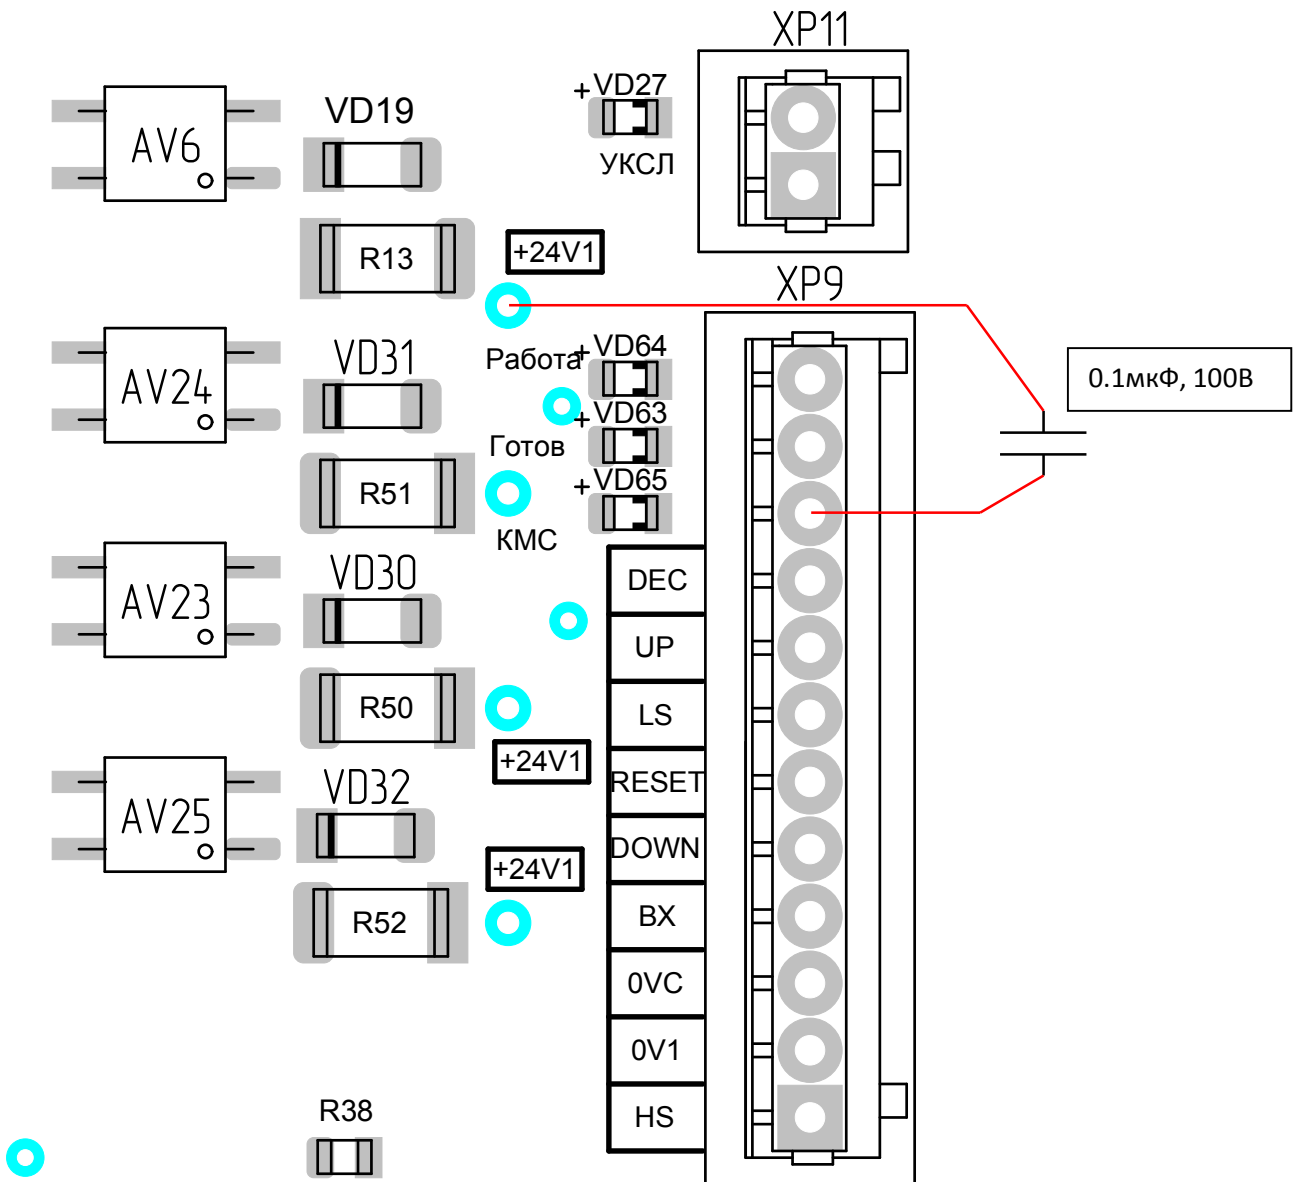 XP11
+VD27
УКСЛ
AV6
VD19
R13
+24V1
XP9
Работа
+VD64
0.1мкФ, 100В
AV24
VD31
+VD63
Готов
R51
+VD65
КМС
AV23
VD30
DEC
UP
R50
LS
+24V1
RESET
AV25
VD32
DOWN
+24V1
R52
BX
0VC
0V1
R38
HS